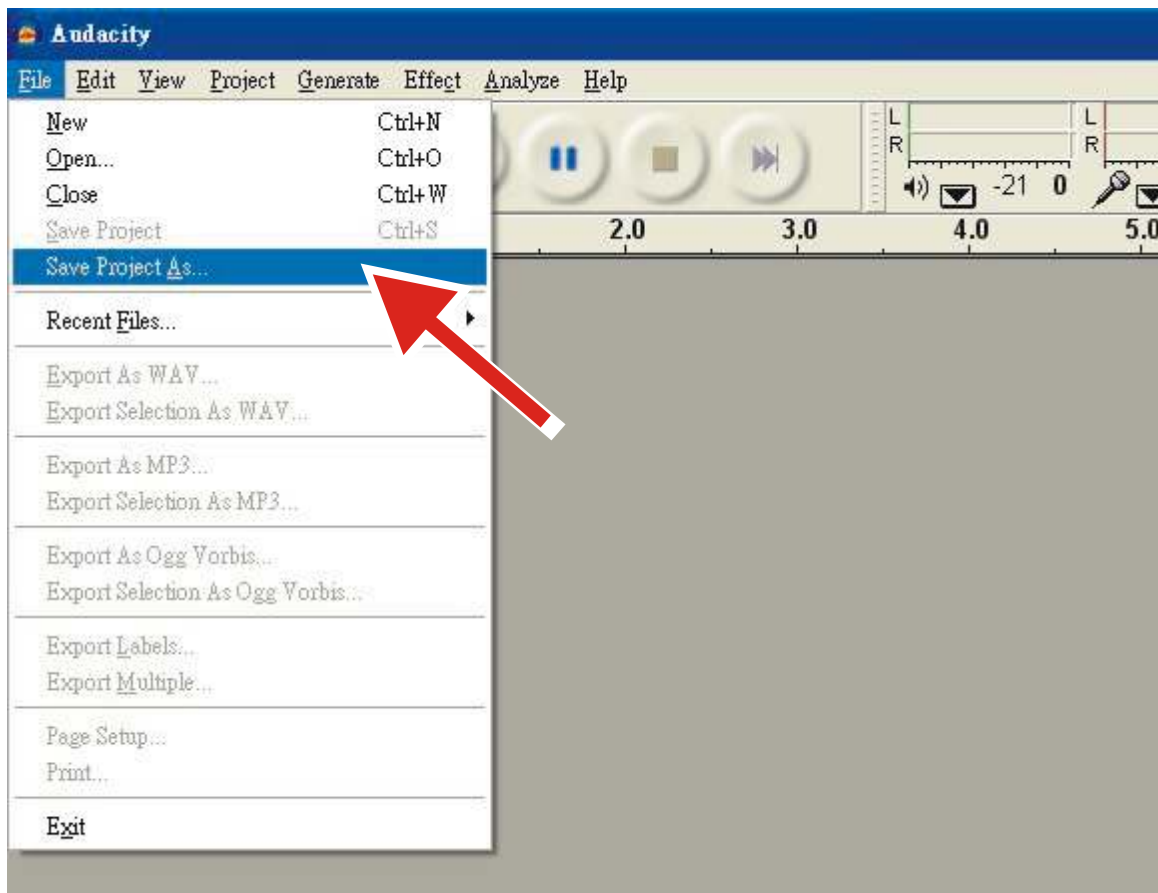 Audacity
File Edit View Project Generate Effect Analyze Help
New Ctrl+N
Open... Ctrl+O
Close Ctrl+W
Save Project Ctrl+S
Save Project As...
Recent Files...
Export As WAV...
Export Selection As WAV...
Export As MP3...
Export Selection As MP3...
Export As Ogg Vorbis...
Export Selection As Ogg Vorbis...
Export Labels...
Export Multiple...
Page Setup...
Print...
Exit
L L
R R
-21 0
2.0 3.0 4.0 5.0